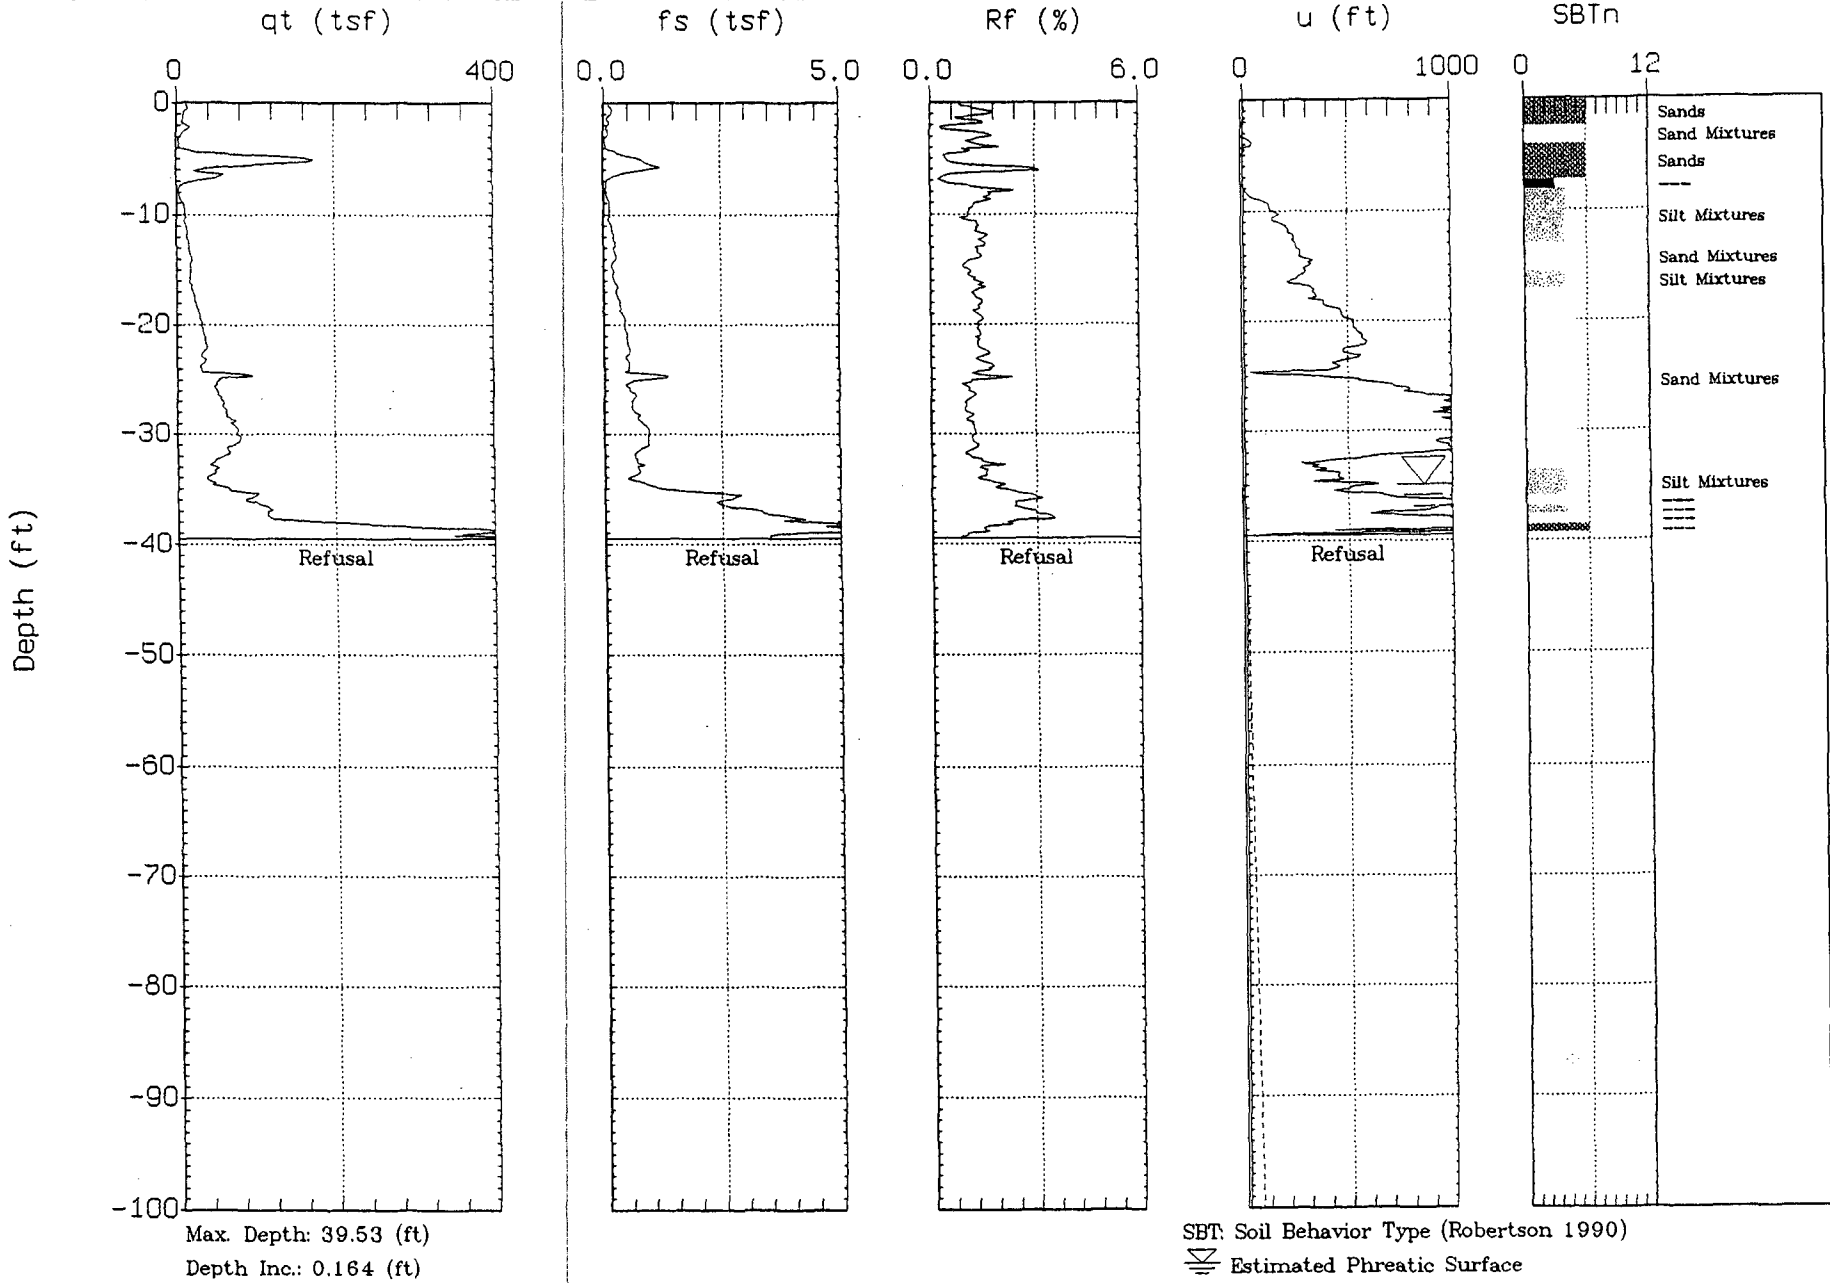 qt (tsf)
fs (tsf)
Rf (%)
u (ft)
SBTn
0 400
0.0 5.0
0.0 6.0
0 1000
0 12
Depth (ft)
0
-10
-20
-30
-40
-50
-60
-70
-80
-90
-100
Refusal
Refusal
Refusal
Refusal
Sands
Sand Mixtures
Sands
Silt Mixtures
Sand Mixtures
Silt Mixtures
Sand Mixtures
Silt Mixtures
Max. Depth: 39.53 (ft)
Depth Inc.: 0.164 (ft)
SBT: Soil Behavior Type (Robertson 1990)
Estimated Phreatic Surface